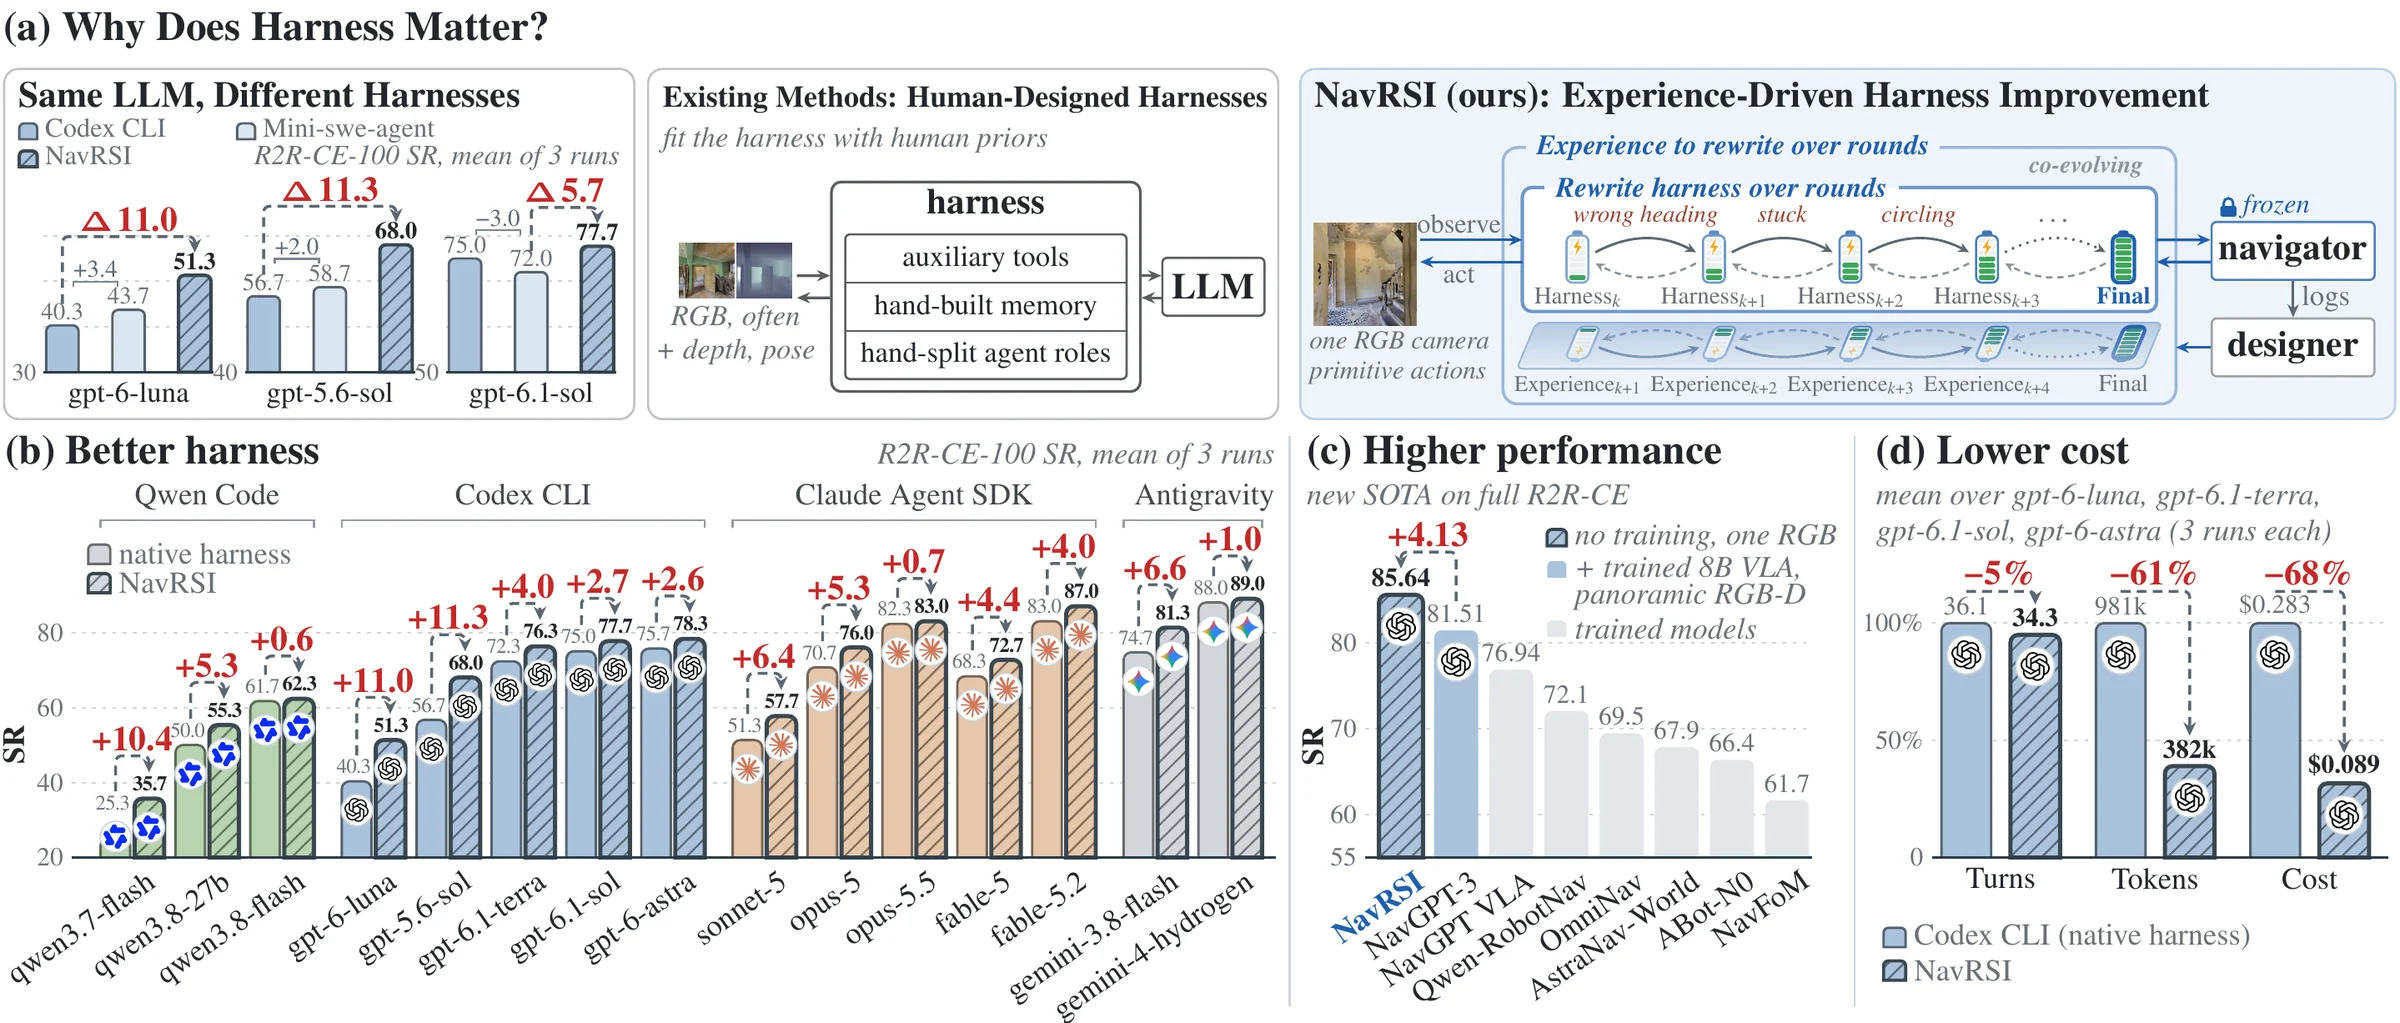 (a) Why Does Harness Matter?
Same LLM, Different Harnesses
Codex CLI
Mini-swe-agent
NavRSI
R2R-CE-100 SR, mean of 3 runs
Δ 11.0
+3.4
40.3
43.7
51.3
30
gpt-6-luna
Δ 11.3
+2.0
56.7
58.7
68.0
40
gpt-5.6-sol
Δ 5.7
−3.0
75.0
72.0
77.7
50
gpt-6.1-sol
Existing Methods: Human-Designed Harnesses
fit the harness with human priors
harness
auxiliary tools
hand-built memory
hand-split agent roles
LLM
RGB, often
+ depth, pose
NavRSI (ours): Experience-Driven Harness Improvement
Experience to rewrite over rounds
co-evolving
Rewrite harness over rounds
wrong heading
stuck
circling
...
Harnessk
Harnessk+1
Harnessk+2
Harnessk+3
Final
observe
act
one RGB camera
primitive actions
Experiencek+1
Experiencek+2
Experiencek+3
Experiencek+4
Final
frozen
navigator
logs
designer
(b) Better harness
R2R-CE-100 SR, mean of 3 runs
Qwen Code
Codex CLI
Claude Agent SDK
Antigravity
native harness
NavRSI
SR
80
60
40
20
+10.4
25.3
35.7
+5.3
50.0
55.3
+0.6
61.7
62.3
+11.0
40.3
51.3
+11.3
56.7
68.0
+4.0
72.3
76.3
+2.7
75.0
77.7
+2.6
75.7
78.3
+6.4
51.3
57.7
+5.3
70.7
76.0
+0.7
82.3
83.0
+4.4
68.3
72.7
+4.0
83.0
87.0
+6.6
74.7
81.3
+1.0
88.0
89.0
qwen3.7-flash
qwen3.8-27b
qwen3.8-flash
gpt-6-luna
gpt-5.6-sol
gpt-6.1-terra
gpt-6.1-sol
gpt-6-astra
sonnet-5
opus-5
opus-5.5
fable-5
fable-5.2
gemini-3.8-flash
gemini-4-hydrogen
(c) Higher performance
new SOTA on full R2R-CE
no training, one RGB
+ trained 8B VLA,
panoramic RGB-D
trained models
+4.13
85.64
81.51
76.94
72.1
69.5
67.9
66.4
61.7
SR
80
70
60
55
NavRSI
NavGPT-3
NavGPT VLA
Qwen-RobotNav
OmniNav
AstraNav-World
ABot-N0
NavFoM
(d) Lower cost
mean over gpt-6-luna, gpt-6.1-terra,
gpt-6.1-sol, gpt-6-astra (3 runs each)
−5%
−61%
−68%
36.1
34.3
981k
382k
$0.283
$0.089
100%
50%
0
Turns
Tokens
Cost
Codex CLI (native harness)
NavRSI